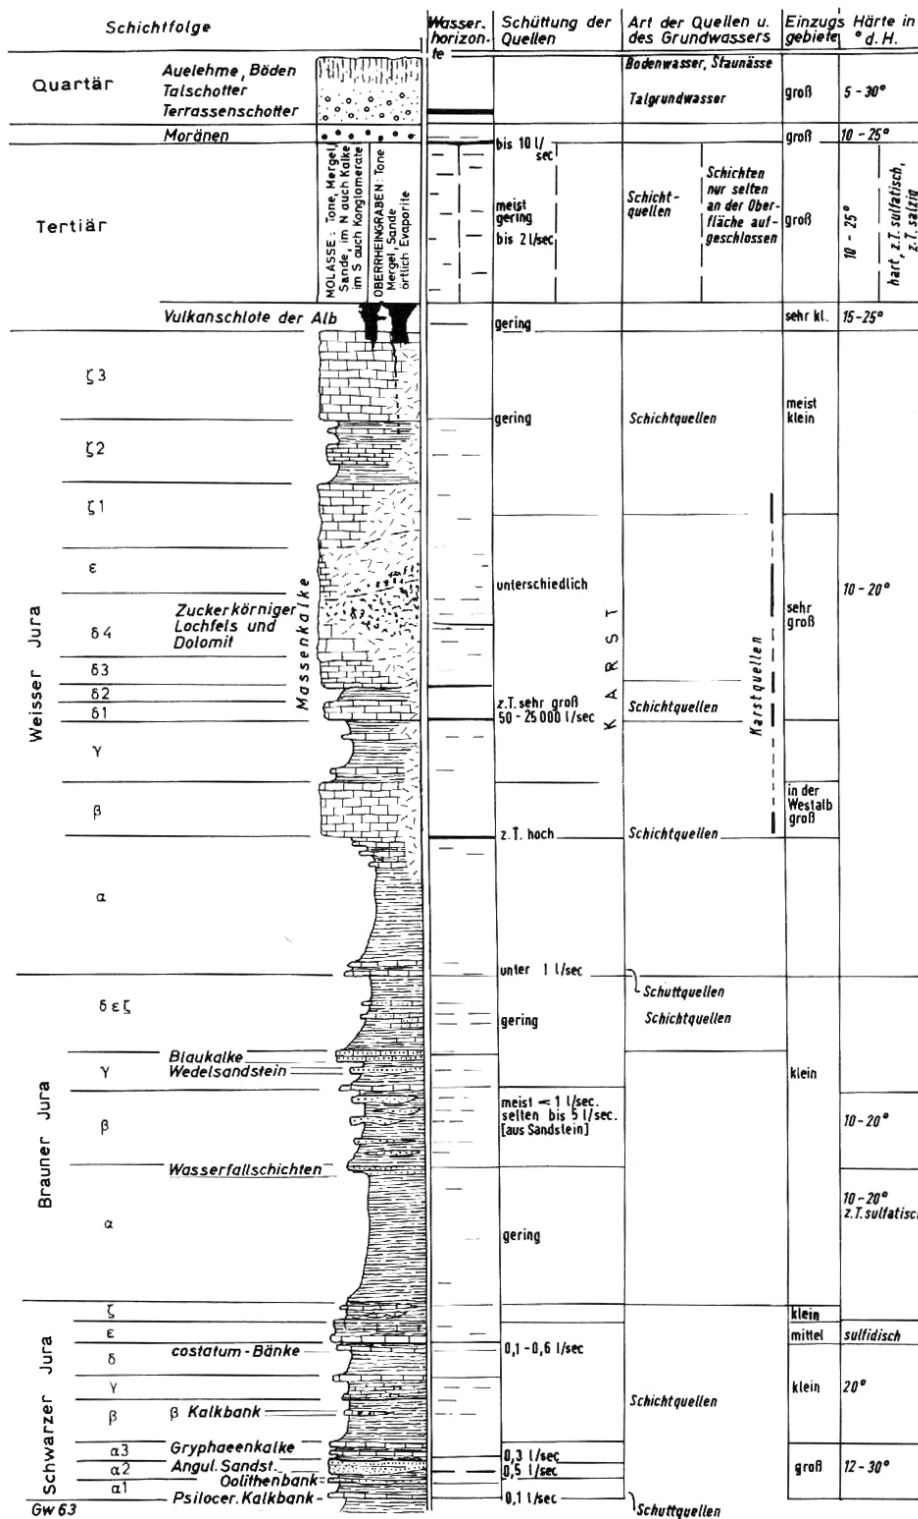 Schichtfolge
Wasser-
horizon-
te
Schüttung der
Quellen
Art der Quellen u.
des Grundwassers
Einzugs
gebiete
Härte in
° d. H.
Quartär
Auelehme, Böden
Talschotter
Terrassenschotter
Bodenwasser, Staunässe
Talgrundwasser
groß
5-30°
Moränen
bis 10 l/
sec
groß
10-25°
Tertiär
MOLASSE: Tone, Mergel,
Sande, im N auch Kalke
im S auch Konglomerate
OBERRHEINGRABEN: Tone
Mergel, Sande
örtlich Evaporite
meist
gering
bis 2 l/sec
Schicht-
quellen
Schichten
nur selten
an der Ober-
fläche auf-
geschlossen
groß
10-25°
hart, z.T. sulfatisch,
z.T. salzig
Vulkanschlote der Alb
gering
sehr kl.
15-25°
Weisser Jura
ζ3
gering
Schichtquellen
meist
klein
ζ2
ζ1
ε
unterschiedlich
10-20°
Massenkalke
Zuckerkörniger
Lochfels und
Dolomit
δ4
KARST
sehr
groß
Karstquellen
δ3
δ2
δ1
z.T. sehr groß
50-25000 l/sec
Schichtquellen
γ
β
in der
Westalb
groß
z.T. hoch
Schichtquellen
α
unter 1 l/sec
Schuttquellen
Brauner Jura
δεζ
gering
Schichtquellen
Blaukalke
γ
Wedelsandstein
klein
β
meist < 1 l/sec.
selten bis 5 l/sec.
[aus Sandstein]
10-20°
Wasserfallschichten
α
gering
10-20°
z.T. sulfatisch
Schwarzer Jura
ζ
klein
ε
mittel
sulfidisch
δ
costatum-Bänke
0,1-0,6 l/sec
γ
klein
20°
β
β Kalkbank
Schichtquellen
α3
Gryphaeenkalke
0,3 l/sec
α2
Angul. Sandst.
0,5 l/sec
groß
12-30°
Oolithenbank
α1
Psilocer. Kalkbank
0,1 l/sec
Schuttquellen
GW 63